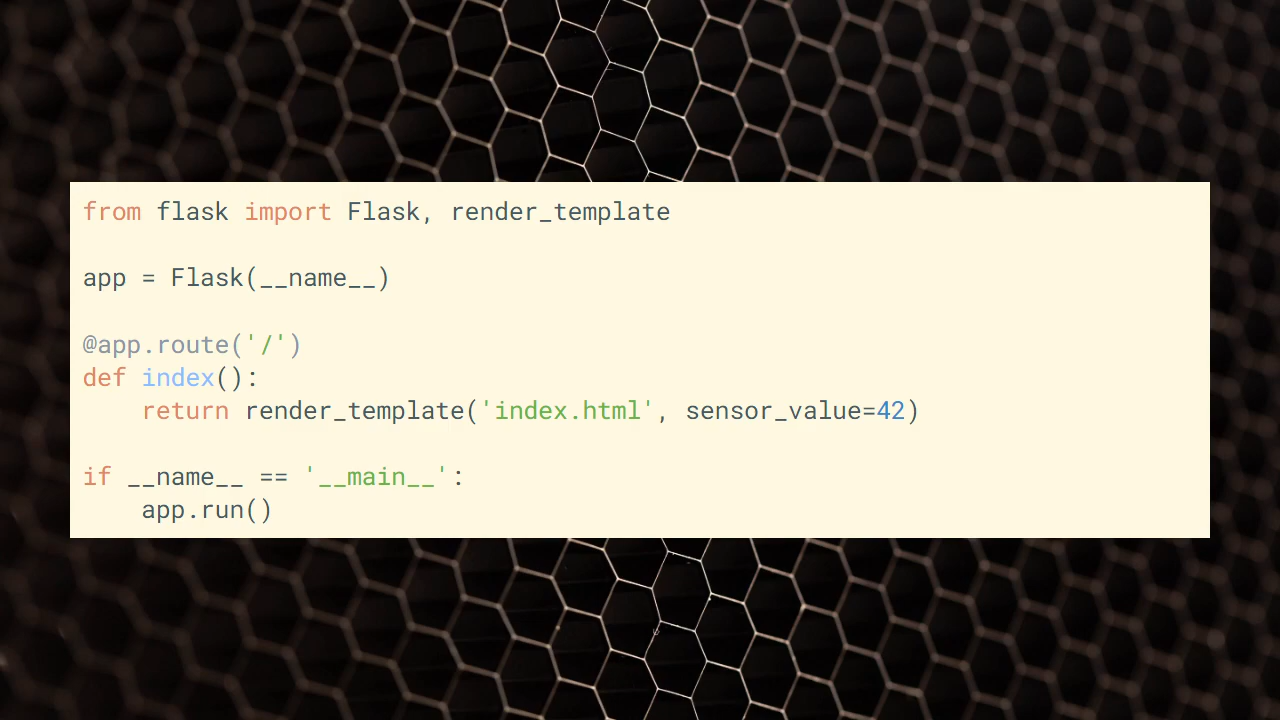 from flask import Flask, render_template
app = Flask(__name__)
@app.route('/')
def index():
    return render_template('index.html', sensor_value=42)
if __name__ == '__main__':
    app.run()